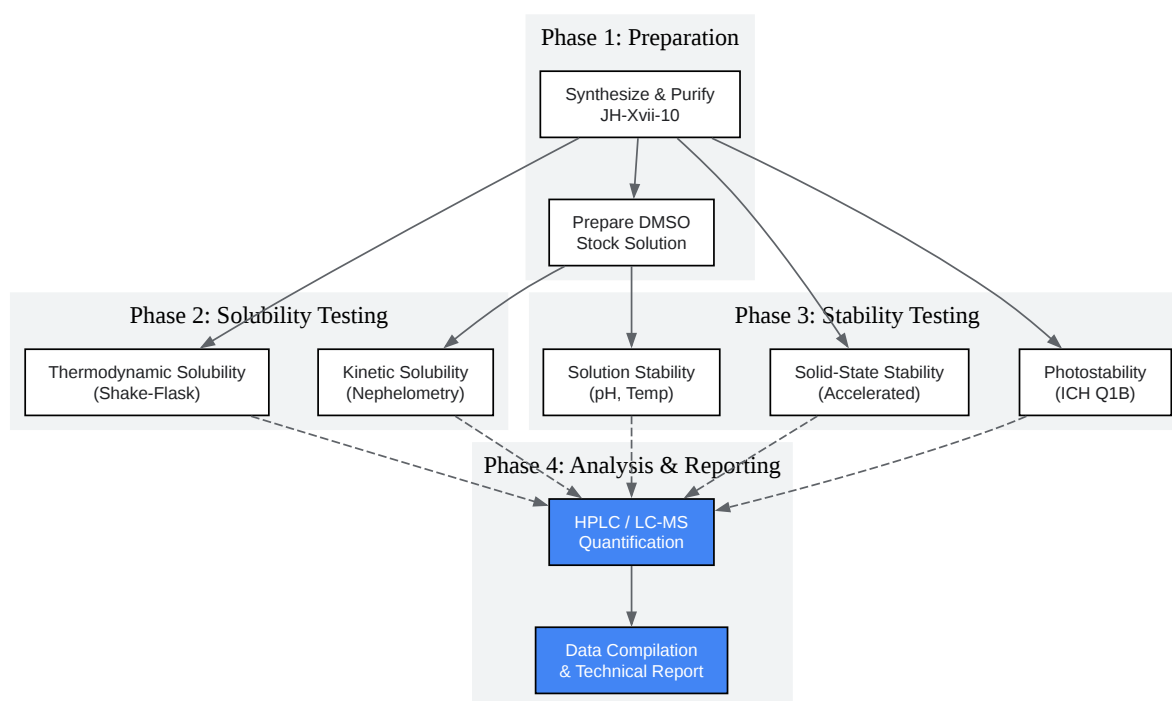 Phase 1: Preparation
Synthesize & Purify
JH-Xvii-10
Prepare DMSO
Stock Solution
Phase 2: Solubility Testing
Thermodynamic Solubility
(Shake-Flask)
Kinetic Solubility
(Nephelometry)
Phase 3: Stability Testing
Solution Stability
(pH, Temp)
Solid-State Stability
(Accelerated)
Photostability
(ICH Q1B)
Phase 4: Analysis & Reporting
HPLC / LC-MS
Quantification
Data Compilation
& Technical Report